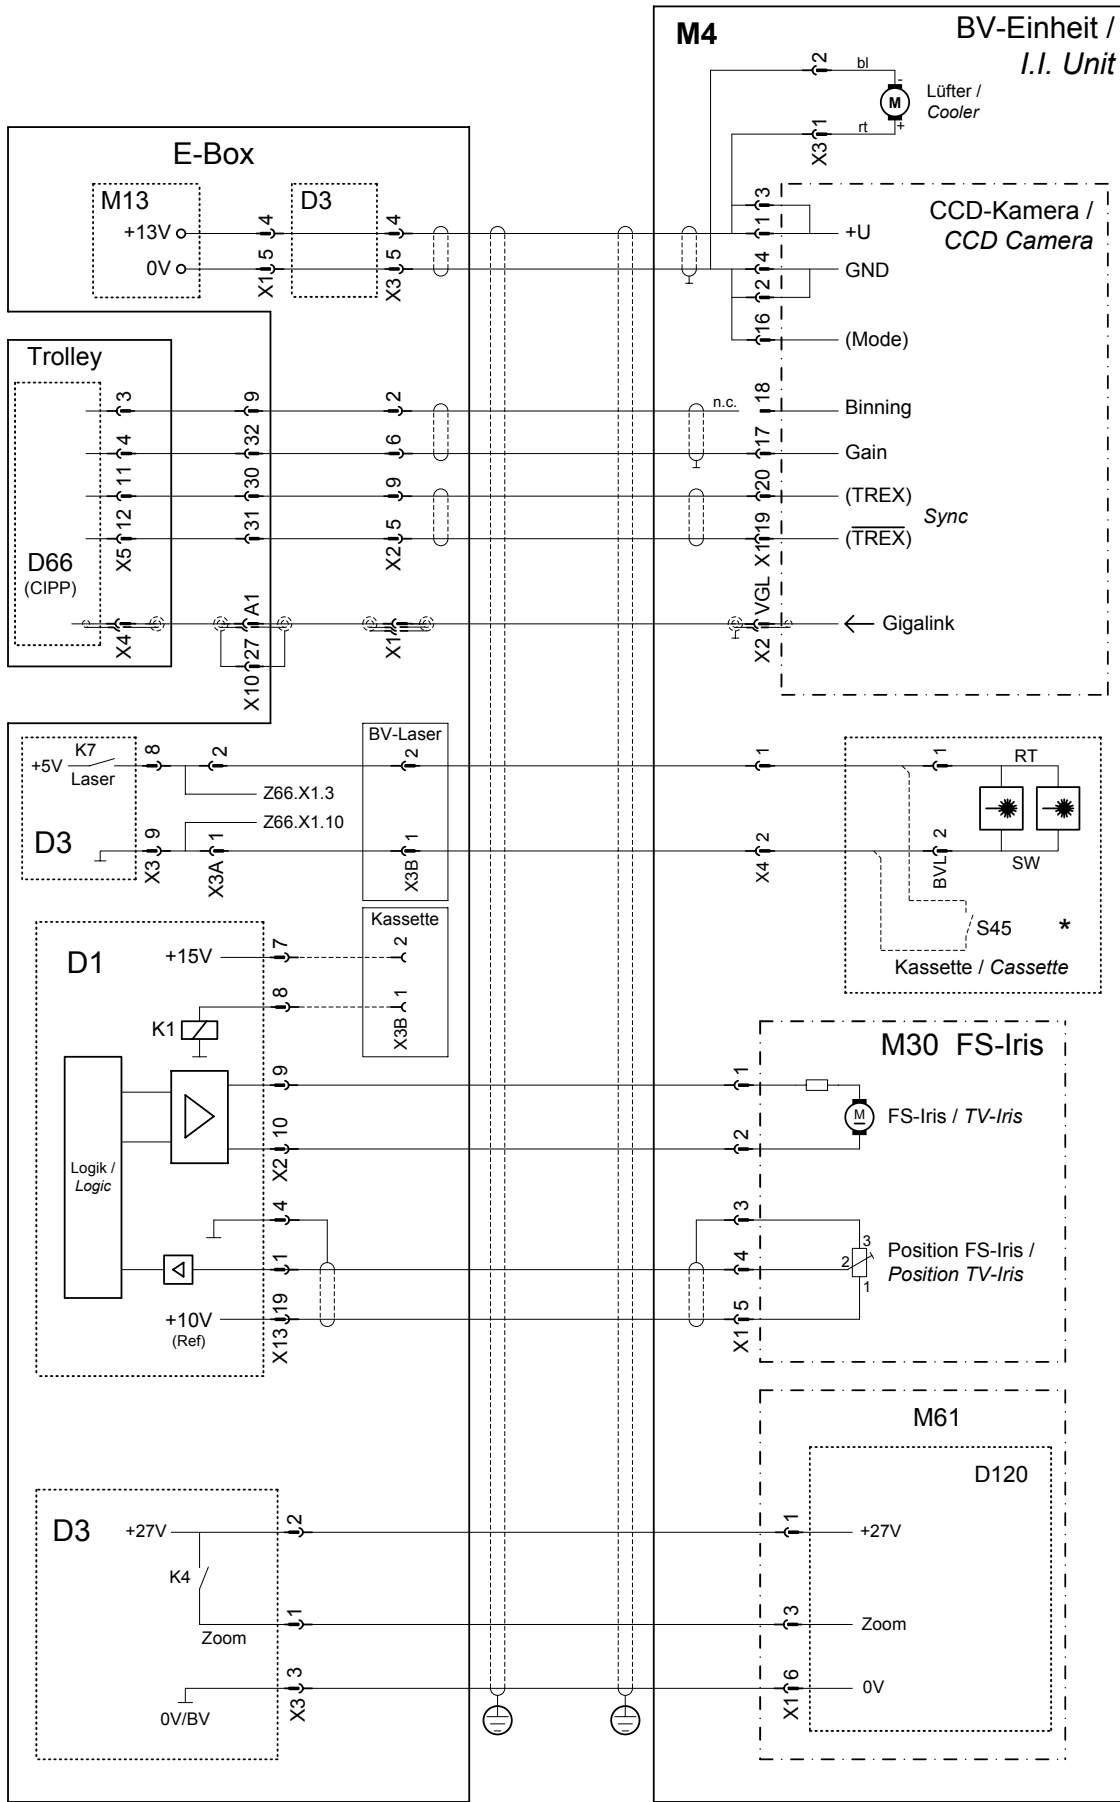 M4
BV-Einheit /
I.I. Unit
2
bl
-
M
Lüfter /
Cooler
X3 1
rt
+
E-Box
M13
D3
+13V
4
4
0V
X1 5
X3 5
CCD-Kamera /
CCD Camera
3
1
+U
4
GND
2
16
(Mode)
Trolley
3
9
2
n.c.
18
Binning
4
32
6
17
Gain
11
30
9
20
(TREX)
Sync
X5 12
31
X2 5
X1 19
(TREX)
D66
(CIPP)
X4
A1
X1
X2 VGL
Gigalink
X10 27
BV-Laser
+5V
K7
Laser
8
2
2
1
1
RT
Z66.X1.3
Z66.X1.10
D3
X3 9
X3A 1
X3B 1
X4 2
BVL 2
SW
S45
*
Kassette / Cassette
Kassette
D1
+15V
7
2
8
K1
X3B 1
M30 FS-Iris
9
1
M
FS-Iris / TV-Iris
X2 10
2
Logik /
Logic
4
3
3
Position FS-Iris /
1
4
2
Position TV-Iris
1
+10V
(Ref)
X13 19
X1 5
M61
D120
D3
+27V
2
1
+27V
K4
Zoom
1
3
Zoom
0V/BV
X3 3
X1 6
0V